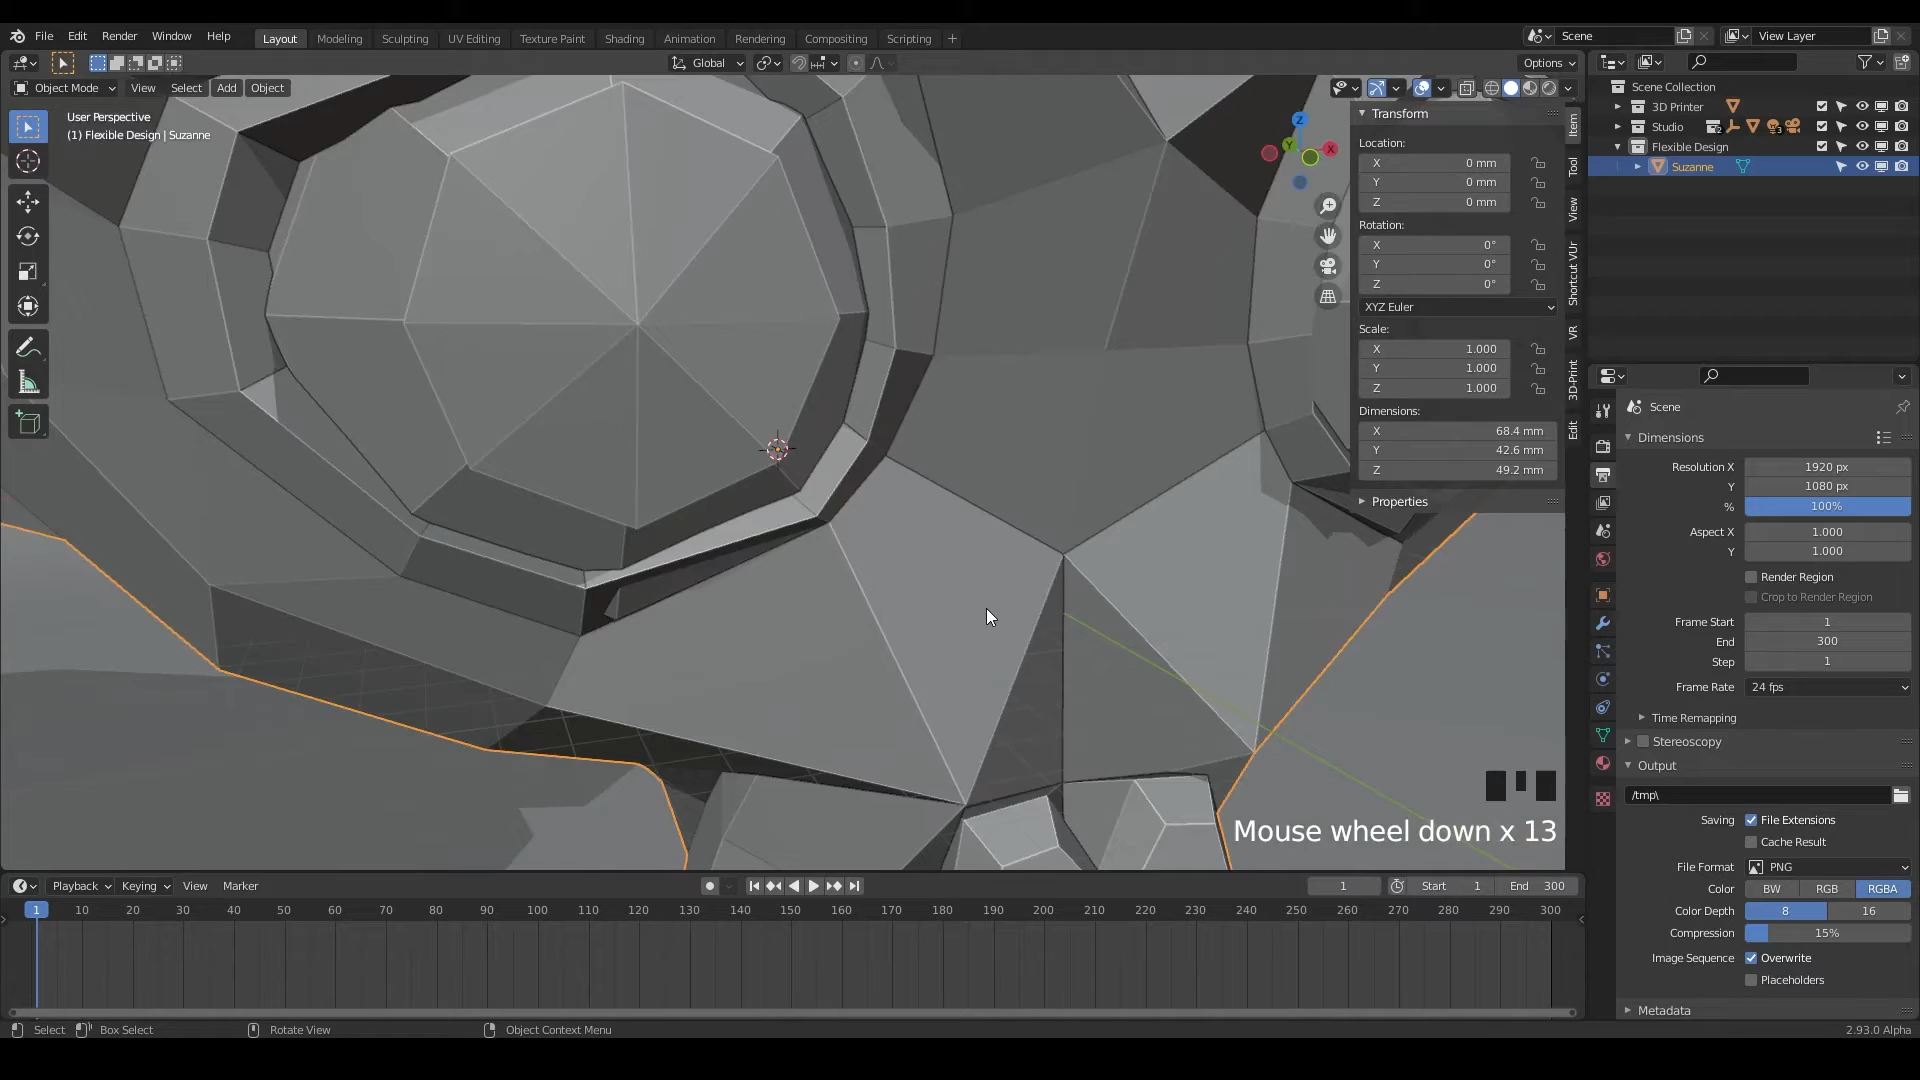 File Edit Render Window Help Layout Modeling Sculpting UV Editing Texture Paint Shading Animation Rendering Compositing Scripting + Scene View Layer
Global Options
Object Mode View Select Add Object
User Perspective
(1) Flexible Design | Suzanne
Z
Y
X
Transform
Location:
X 0 mm
Y 0 mm
Z 0 mm
Rotation:
X 0°
Y 0°
Z 0°
XYZ Euler
Scale:
X 1.000
Y 1.000
Z 1.000
Dimensions:
X 68.4 mm
Y 42.6 mm
Z 49.2 mm
Properties
Item
Tool
View
Shortcut VUr
VR
3D-Print
Edit
Scene Collection
3D Printer
Studio 2 3
Flexible Design
Suzanne
Scene
Dimensions
Resolution X 1920 px
Y 1080 px
% 100%
Aspect X 1.000
Y 1.000
Render Region
Crop to Render Region
Frame Start 1
End 300
Step 1
Frame Rate 24 fps
Time Remapping
Stereoscopy
Output
/tmp\
Saving File Extensions
Cache Result
File Format PNG
Color BW RGB RGBA
Color Depth 8 16
Compression 15%
Image Sequence Overwrite
Placeholders
Metadata
Mouse wheel down x 13
Playback Keying View Marker 1 Start 1 End 300
1 10 20 30 40 50 60 70 80 90 100 110 120 130 140 150 160 170 180 190 200 210 220 230 240 250 260 270 280 290 300
Select Box Select Rotate View Object Context Menu 2.93.0 Alpha